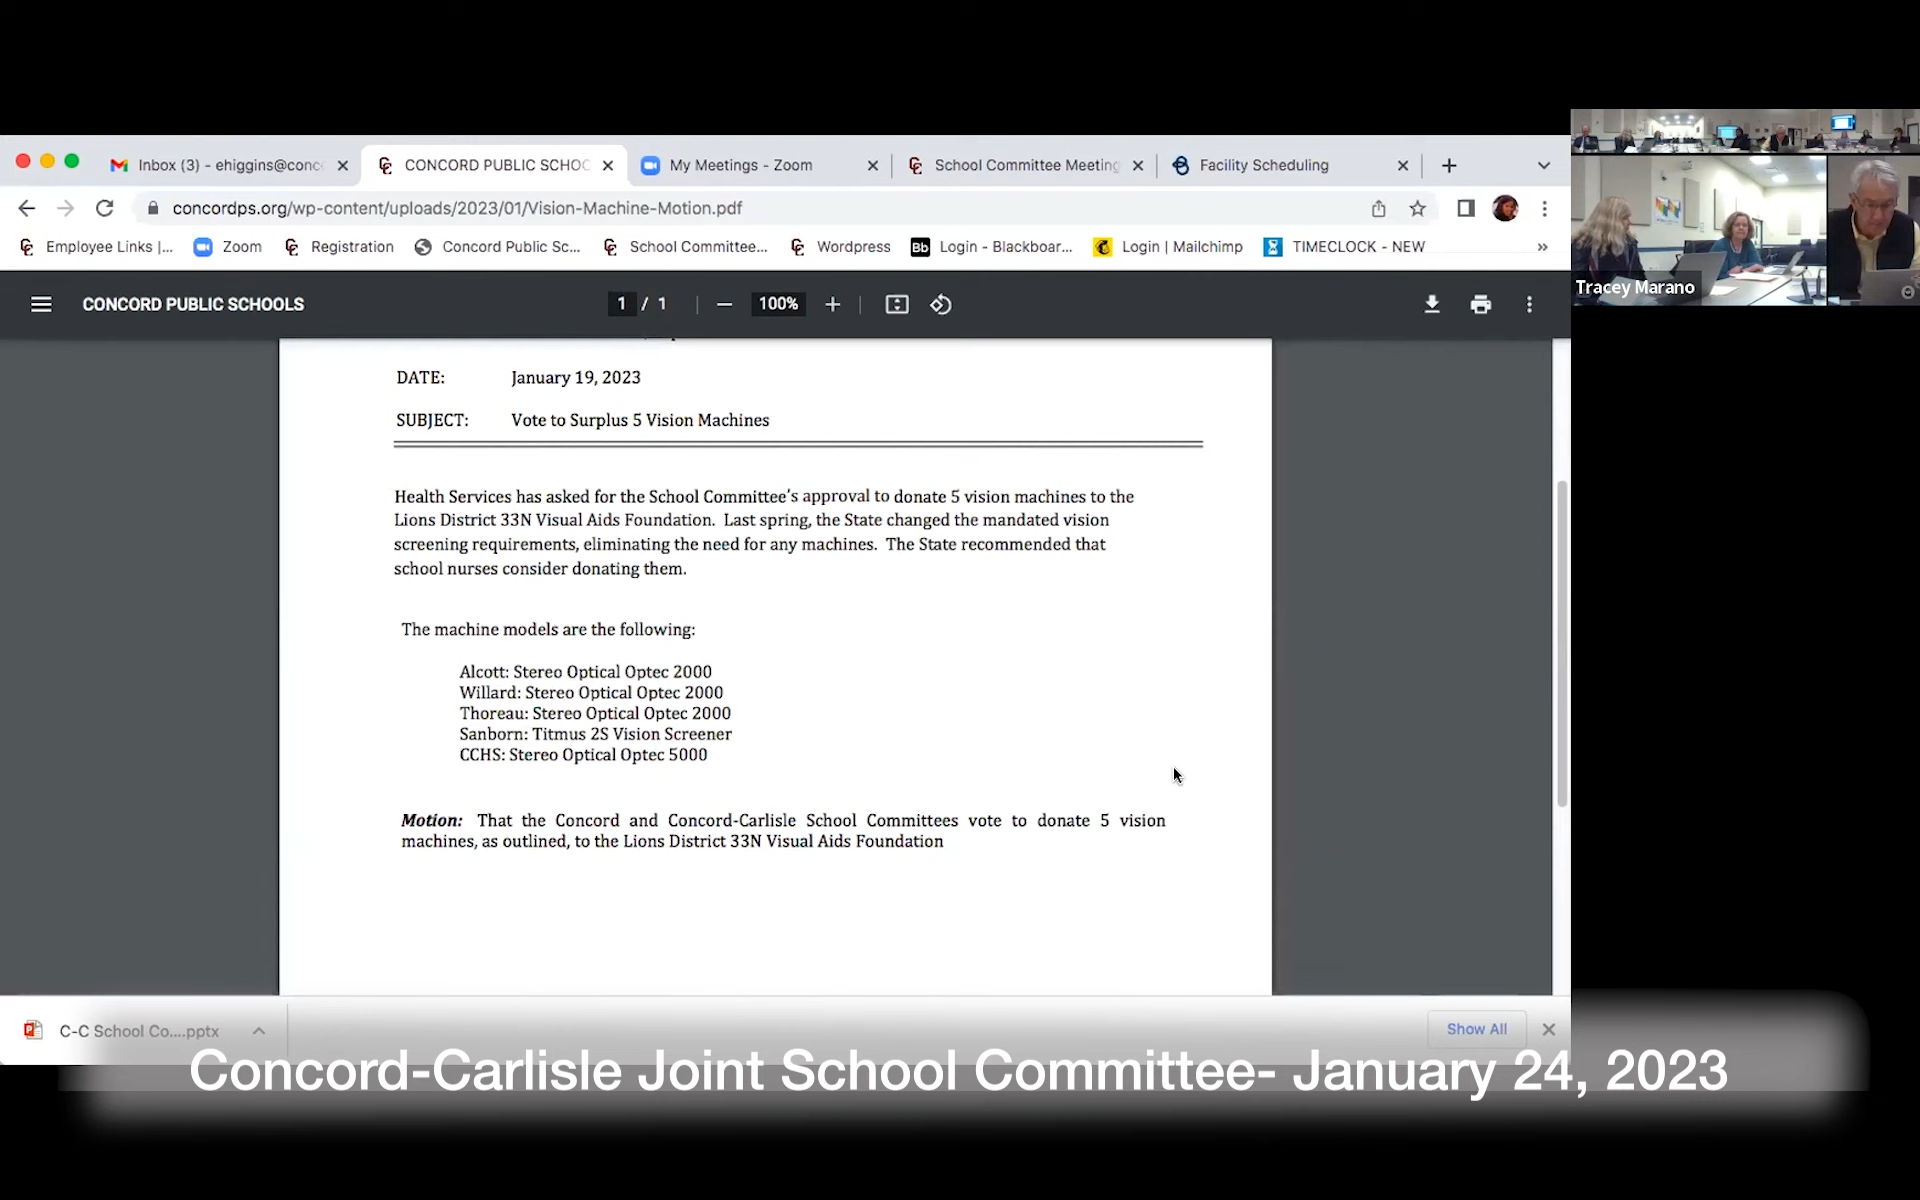 Inbox (3) - ehiggins@conc
CONCORD PUBLIC SCHOO
My Meetings - Zoom
School Committee Meeting
Facility Scheduling
concordps.org/wp-content/uploads/2023/01/Vision-Machine-Motion.pdf
Employee Links |...
Zoom
Registration
Concord Public Sc...
School Committee...
Wordpress
Bb
Login - Blackboar...
Login | Mailchimp
TIMECLOCK - NEW
»
Tracey Marano
CONCORD PUBLIC SCHOOLS
1 / 1
100%
DATE: January 19, 2023
SUBJECT: Vote to Surplus 5 Vision Machines
Health Services has asked for the School Committee's approval to donate 5 vision machines to the
Lions District 33N Visual Aids Foundation. Last spring, the State changed the mandated vision
screening requirements, eliminating the need for any machines. The State recommended that
school nurses consider donating them.
The machine models are the following:
Alcott: Stereo Optical Optec 2000
Willard: Stereo Optical Optec 2000
Thoreau: Stereo Optical Optec 2000
Sanborn: Titmus 2S Vision Screener
CCHS: Stereo Optical Optec 5000
Motion: That the Concord and Concord-Carlisle School Committees vote to donate 5 vision
machines, as outlined, to the Lions District 33N Visual Aids Foundation
C-C School Co....pptx
Show All
Concord-Carlisle Joint School Committee- January 24, 2023